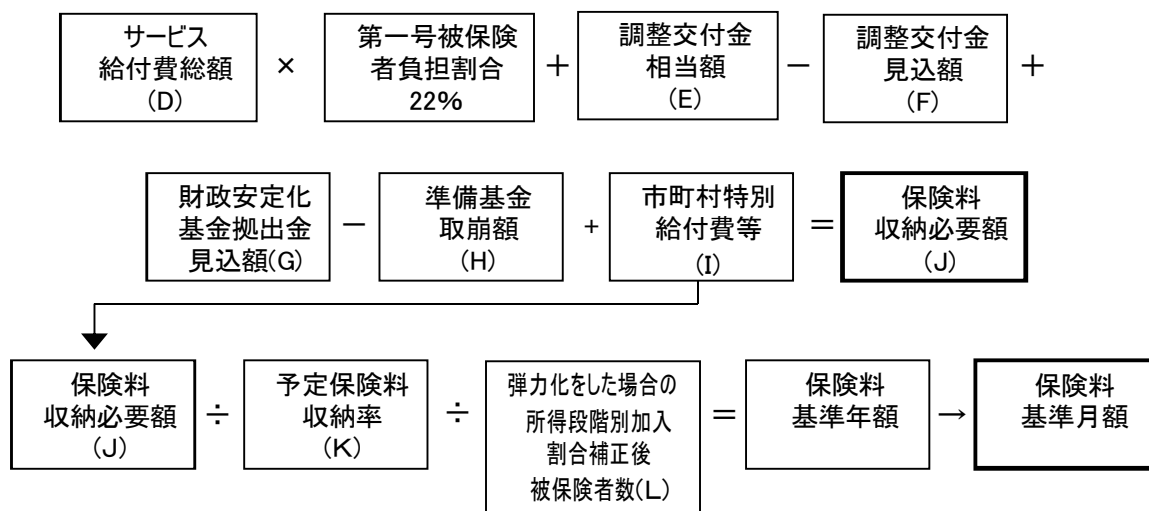 サービス
給付費総額
(D)
×
第一号被保険
者負担割合
22%
＋
調整交付金
相当額
(E)
－
調整交付金
見込額
(F)
＋
財政安定化
基金拠出金
見込額(G)
－
準備基金
取崩額
(H)
+
市町村特別
給付費等
(I)
＝
保険料
収納必要額
(J)
保険料
収納必要額
(J)
÷
予定保険料
収納率
(K)
÷
弾力化をした場合の
所得段階別加入
割合補正後
被保険者数(L)
＝
保険料
基準年額
→
保険料
基準月額